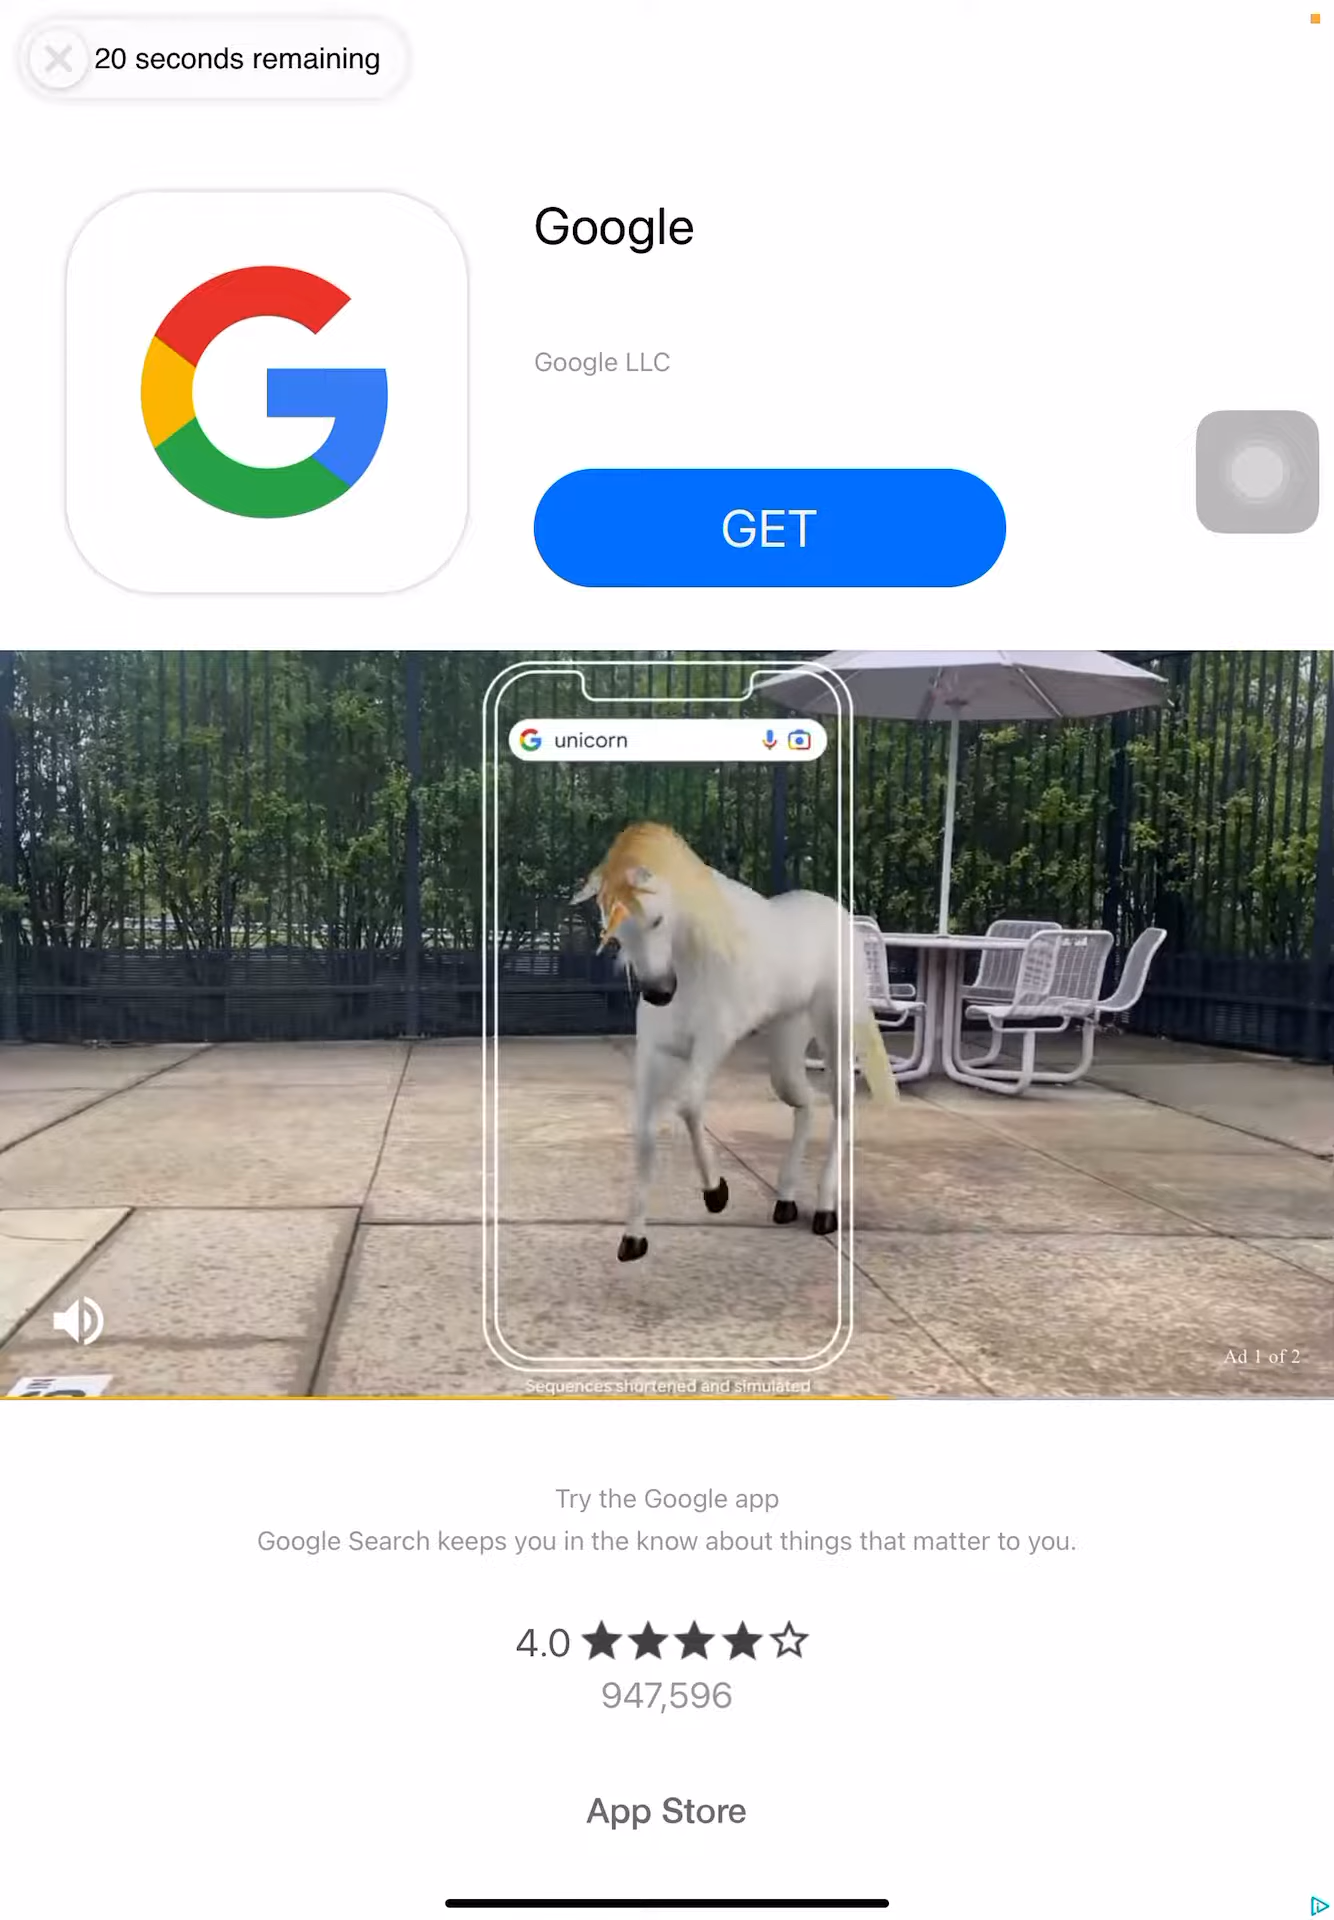 20 seconds remaining
Google
Google LLC
GET
unicorn
Ad 1 of 2
Sequences shortened and simulated
Try the Google app
Google Search keeps you in the know about things that matter to you.
4.0
947,596
App Store